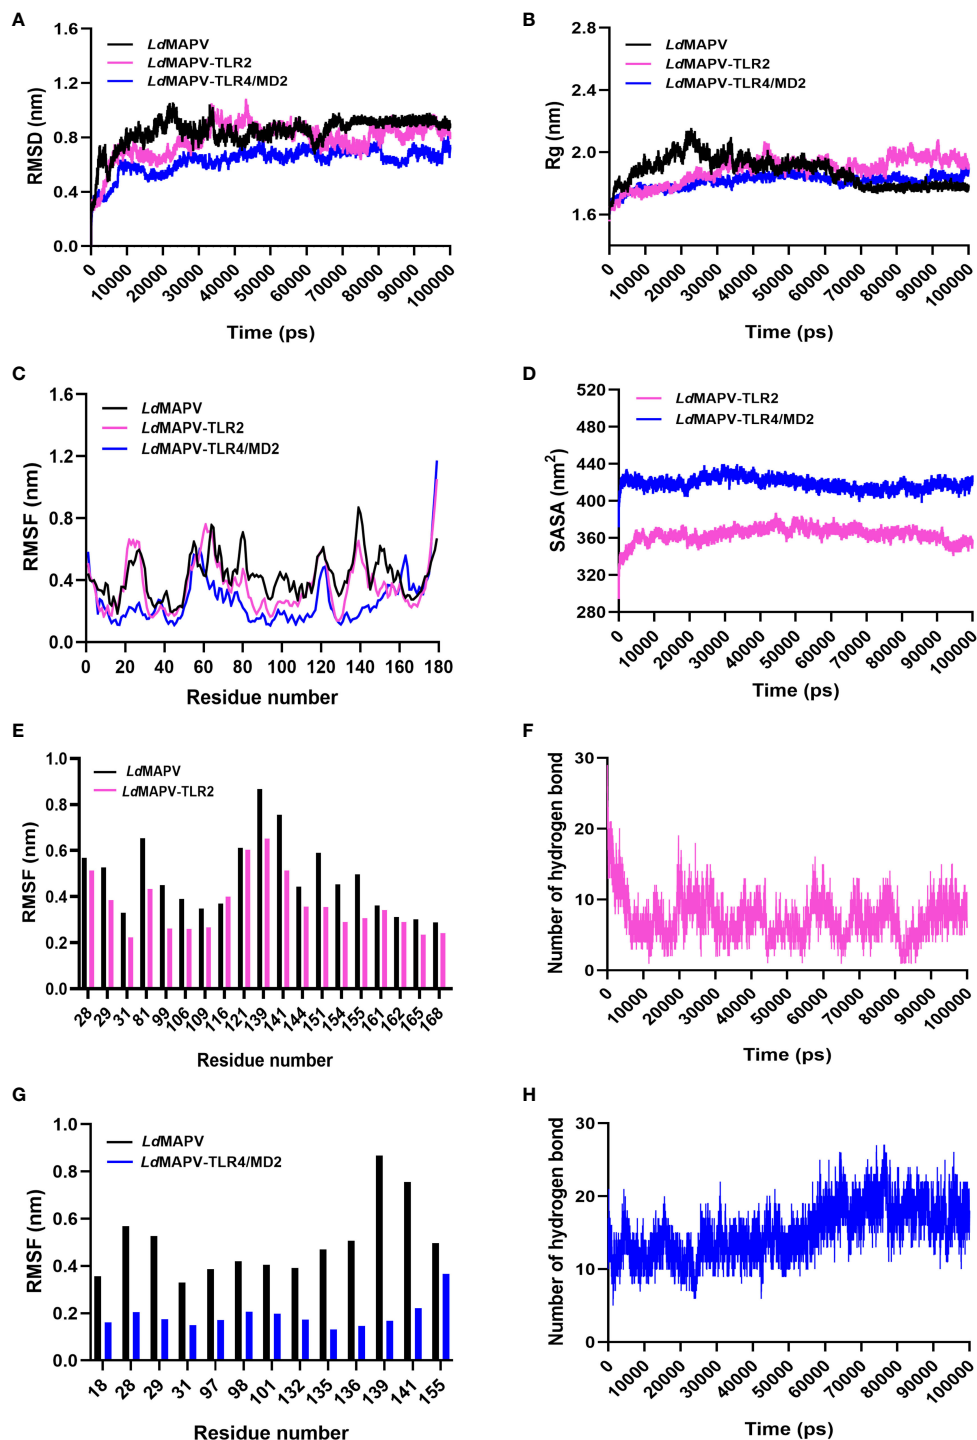 A
1.6
1.2
0.8
0.4
0.0
RMSD (nm)
LdMAPV
LdMAPV-TLR2
LdMAPV-TLR4/MD2
0 10000 20000 30000 40000 50000 60000 70000 80000 90000 100000
Time (ps)
B
2.8
2.4
2.0
1.6
Rg (nm)
LdMAPV
LdMAPV-TLR2
LdMAPV-TLR4/MD2
0 10000 20000 30000 40000 50000 60000 70000 80000 90000 100000
Time (ps)
C
1.6
1.2
0.8
0.4
0.0
RMSF (nm)
LdMAPV
LdMAPV-TLR2
LdMAPV-TLR4/MD2
0 20 40 60 80 100 120 140 160 180
Residue number
D
520
480
440
400
360
320
280
SASA (nm2)
LdMAPV-TLR2
LdMAPV-TLR4/MD2
0 10000 20000 30000 40000 50000 60000 70000 80000 90000 100000
Time (ps)
E
1.0
0.8
0.6
0.4
0.2
0.0
RMSF (nm)
LdMAPV
LdMAPV-TLR2
28 29 31 81 99 106 109 116 121 139 141 144 151 154 155 161 162 165 168
Residue number
F
30
20
10
0
Number of hydrogen bond
0 10000 20000 30000 40000 50000 60000 70000 80000 90000 100000
Time (ps)
G
1.0
0.8
0.6
0.4
0.2
0.0
RMSF (nm)
LdMAPV
LdMAPV-TLR4/MD2
18 28 29 31 97 98 101 132 135 136 139 141 155
Residue number
H
30
20
10
0
Number of hydrogen bond
0 10000 20000 30000 40000 50000 60000 70000 80000 90000 100000
Time (ps)